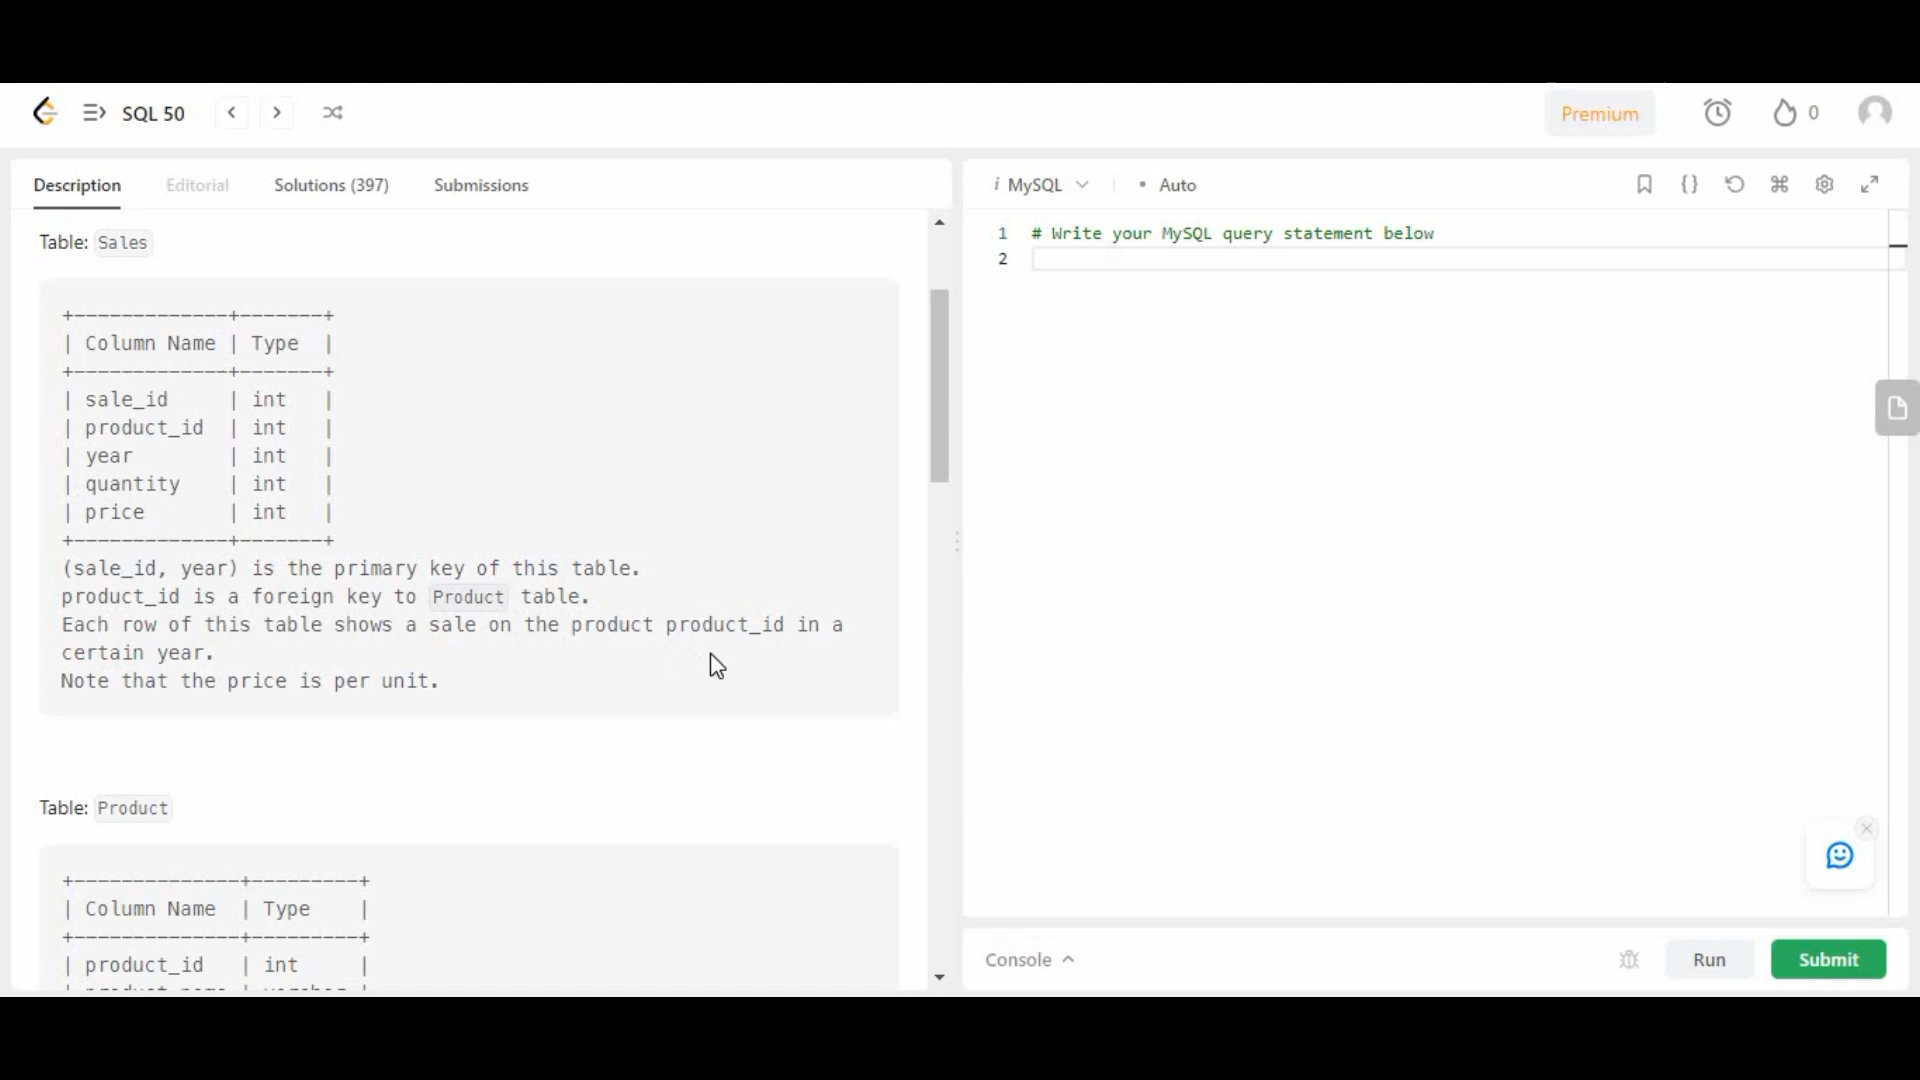 SQL 50
Premium
0
Description Editorial Solutions (397) Submissions
Table: Sales
+-------------+-------+
| Column Name | Type  |
+-------------+-------+
| sale_id     | int   |
| product_id  | int   |
| year        | int   |
| quantity    | int   |
| price       | int   |
+-------------+-------+
(sale_id, year) is the primary key of this table.
product_id is a foreign key to Product table.
Each row of this table shows a sale on the product product_id in a
certain year.
Note that the price is per unit.
Table: Product
+--------------+---------+
| Column Name  | Type    |
+--------------+---------+
| product_id   | int     |
i MySQL • Auto
1 # Write your MySQL query statement below
2
Console
Run
Submit